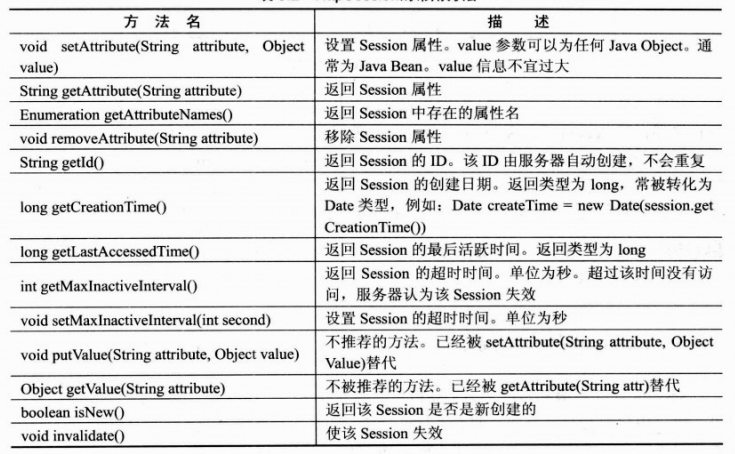 方 法 名
描 述
void setAttribute(String attribute, Object
value)
设置 Session 属性。value 参数可以为任何 Java Object。通
常为 Java Bean。value 信息不宜过大
String getAttribute(String attribute)
返回 Session 属性
Enumeration getAttributeNames()
返回 Session 中存在的属性名
void removeAttribute(String attribute)
移除 Session 属性
String getId()
返回 Session 的 ID。该 ID 由服务器自动创建，不会重复
long getCreationTime()
返回 Session 的创建日期。返回类型为 long，常被转化为
Date 类型，例如：Date createTime = new Date(session.get
CreationTime())
long getLastAccessedTime()
返回 Session 的最后活跃时间。返回类型为 long
int getMaxInactiveInterval()
返回 Session 的超时时间。单位为秒。超过该时间没有访
问，服务器认为该 Session 失效
void setMaxInactiveInterval(int second)
设置 Session 的超时时间。单位为秒
void putValue(String attribute, Object value)
不推荐的方法。已经被 setAttribute(String attribute, Object
Value)替代
Object getValue(String attribute)
不被推荐的方法。已经被 getAttribute(String attr)替代
boolean isNew()
返回该 Session 是否是新创建的
void invalidate()
使该 Session 失效